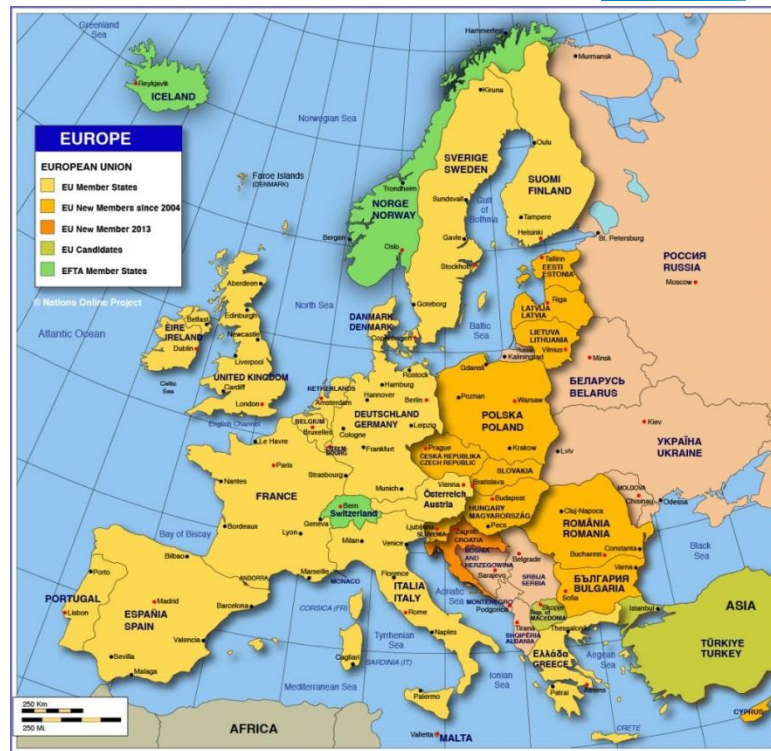 Greenland
Sea
Hammerfest
Murmansk
Reykjavik
ICELAND
Kiruna
Norwegian Sea
EUROPE
EUROPEAN UNION
EU Member States
EU New Members since 2004
EU New Member 2013
EU Candidates
EFTA Member States
© Nations Online Project
Faroe Islands
(DENMARK)
SVERIGE
SWEDEN
Oulu
SUOMI
FINLAND
Trondheim
NORGE
NORWAY
Sundsvall
Gulf
of
Bothnia
Tampere
Helsinki
Bergen
Oslo
Gavle
Stockholm
St. Petersburg
Tallinn
EESTI
ESTONIA
РОССИЯ
RUSSIA
Moscow
Aberdeen
Edinburgh
North Sea
Goteborg
Riga
LATVIJA
LATVIA
Atlantic Ocean
Belfast
Newcastle
DANMARK
DENMARK
Copenhagen
Baltic
Sea
LIETUVA
LITHUANIA
Vilnius
ÉIRE
IRELAND
Dublin
Liverpool
Russia
Kaliningrad
Minsk
Celtic
Sea
UNITED KINGDOM
Cardiff
London
NETHERLANDS
Amsterdam
Rostock
Hamburg
Hannover
Berlin
Gdansk
БЕЛАРУСЬ
BELARUS
English Channel
BELGIUM
Bruxelles
DEUTSCHLAND
GERMANY
Leipzig
Cologne
Poznan
Warsaw
POLSKA
POLAND
Kiev
Le Havre
LUXEM-
BOURG
Frankfurt
Prague
ČESKA REPUBLIKA
CZECH REPUBLIC
Krakow
Lviv
УКРАЇНА
UKRAINE
Paris
Strasbourg
SLOVAKIA
Nantes
Munich
Vienna
Bratislava
MOLDOVA
Chisinau
Odessa
FRANCE
Bern
Switzerland
Österreich
Austria
Budapest
HUNGARY
MAGYARORSZÁG
Cluj-Napoca
Geneva
Bay of Biscay
Bordeaux
Lyon
Milan
Venice
Ljubljana
SLOVENIA
Zagreb
CROATIA
Pecs
ROMÂNIA
ROMANIA
Bilbao
BOSNIA
AND
HERZEGOVINA
Belgrade
Bucharest
Constanta
Black
Sea
Porto
ANDORRA
Marseille
MONACO
Florence
Sarajevo
SRBIJA
SERBIA
Varna
PORTUGAL
Lisbon
Madrid
ESPAÑA
SPAIN
Barcelona
CORSICA (FR)
ITALIA
ITALY
Adriatic
Sea
MONTENEGRO
Podgorica
Sofia
БЪЛГАРИЯ
BULGARIA
Rome
Skopje
Rep. of
MACEDONIA
Istanbul
ASIA
Valencia
Tirana
SHQIPËRIA
ALBANIA
Thessaloniki
Naples
Tyrrhenian
Sea
TÜRKIYE
TURKEY
Sevilla
Malaga
Cagliari
SARDINIA (IT)
Ελλάδα
GREECE
Aegean
Sea
Mediterranean Sea
Ionian
Sea
Palermo
Patrai
Athens
250 Km
250 Mi.
AFRICA
Valletta
MALTA
CRETE
CYPRUS